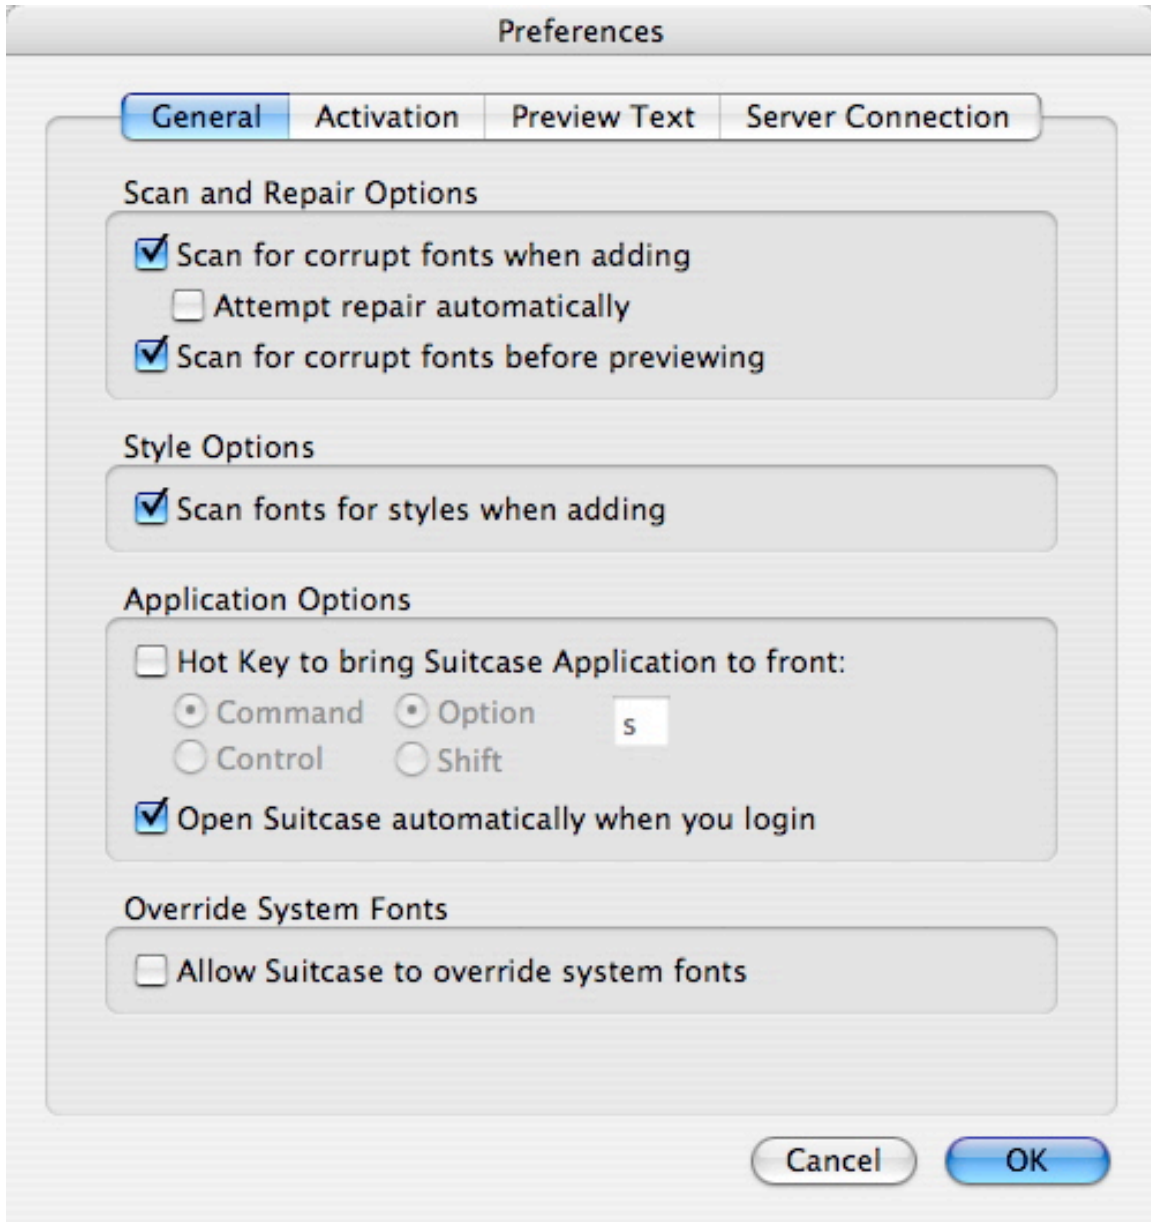 Preferences
General Activation Preview Text Server Connection
Scan and Repair Options
Scan for corrupt fonts when adding
Attempt repair automatically
Scan for corrupt fonts before previewing
Style Options
Scan fonts for styles when adding
Application Options
Hot Key to bring Suitcase Application to front:
Command Option s
Control Shift
Open Suitcase automatically when you login
Override System Fonts
Allow Suitcase to override system fonts
Cancel OK